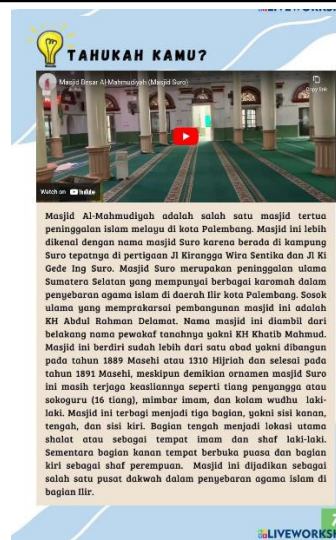 TAHUKAH KAMU?
Masjid Besar Al-Mahmudiyah (Masjid Suro)
Copy link
Watch on YouTube
Masjid Al-Mahmudiyah adalah salah satu masjid tertua
peninggalan islam melayu di kota Palembang. Masjid ini lebih
dikenal dengan nama masjid Suro karena berada di kampung
Suro tepatnya di pertigaan Jl Kirangga Wira Sentika dan Jl Ki
Gede Ing Suro. Masjid Suro merupakan peninggalan ulama
Sumatera Selatan yang mempunyai berbagai karomah dalam
penyebaran agama islam di daerah Ilir kota Palembang. Sosok
ulama yang memprakarsai pembangunan masjid ini adalah
KH Abdul Rahman Delamat. Nama masjid ini diambil dari
belakang nama pewakaf tanahnya yakni KH Khatib Mahmud.
Masjid ini berdiri sudah lebih dari satu abad yakni dibangun
pada tahun 1889 Masehi atau 1310 Hijriah dan selesai pada
tahun 1891 Masehi, meskipun demikian ornamen masjid Suro
ini masih terjaga keasliannya seperti tiang penyangga atau
sokoguru (16 tiang), mimbar imam, dan kolam wudhu laki-
laki. Masjid ini terbagi menjadi tiga bagian, yakni sisi kanan,
tengah, dan sisi kiri. Bagian tengah menjadi lokasi utama
shalat atau sebagai tempat imam dan shaf laki-laki.
Sementara bagian kanan tempat berbuka puasa dan bagian
kiri sebagai shaf perempuan. Masjid ini dijadikan sebagai
salah satu pusat dakwah dalam penyebaran agama islam di
bagian Ilir.
7
LIVEWORKS